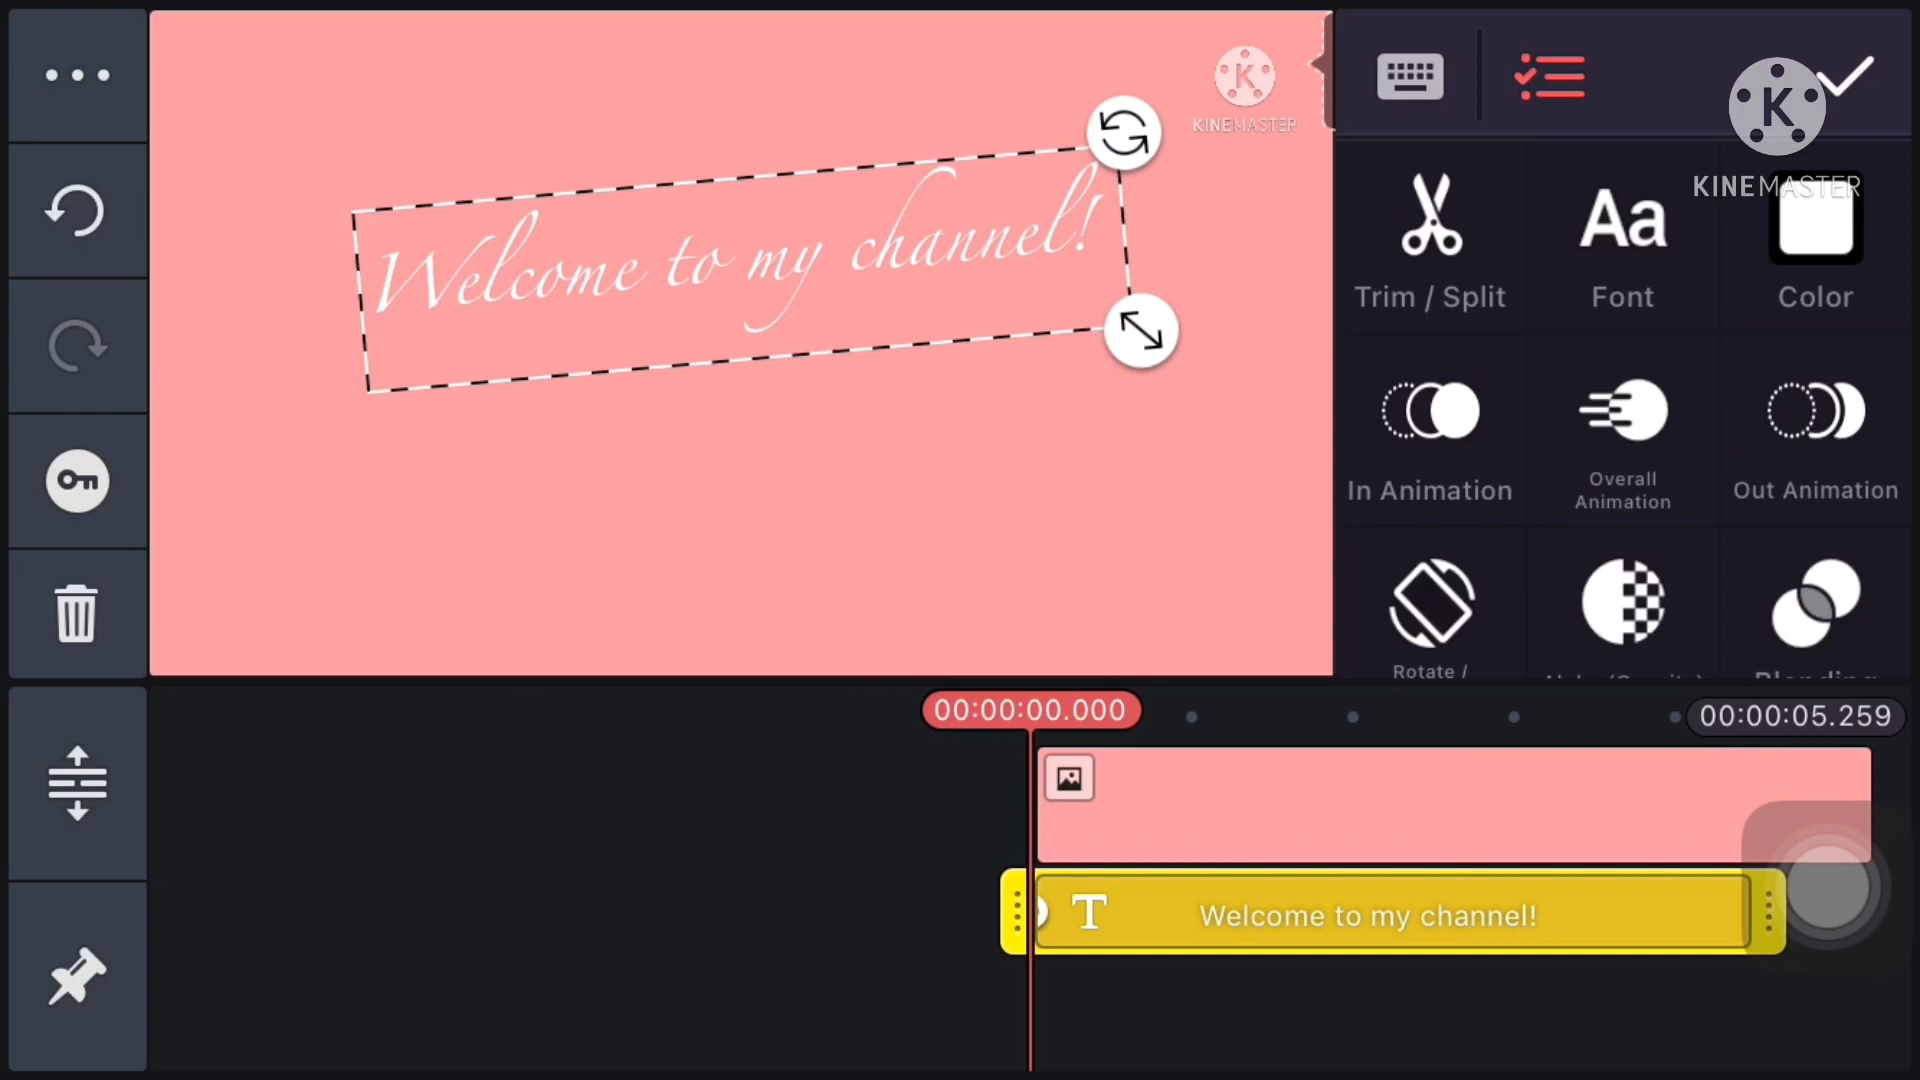 KINEMASTER
Welcome to my channel!
K
KINEMASTER
Trim / Split
Aa
Font
Color
In Animation
Overall
Animation
Out Animation
Rotate /
Blending
00:00:00.000
00:00:05.259
T
Welcome to my channel!